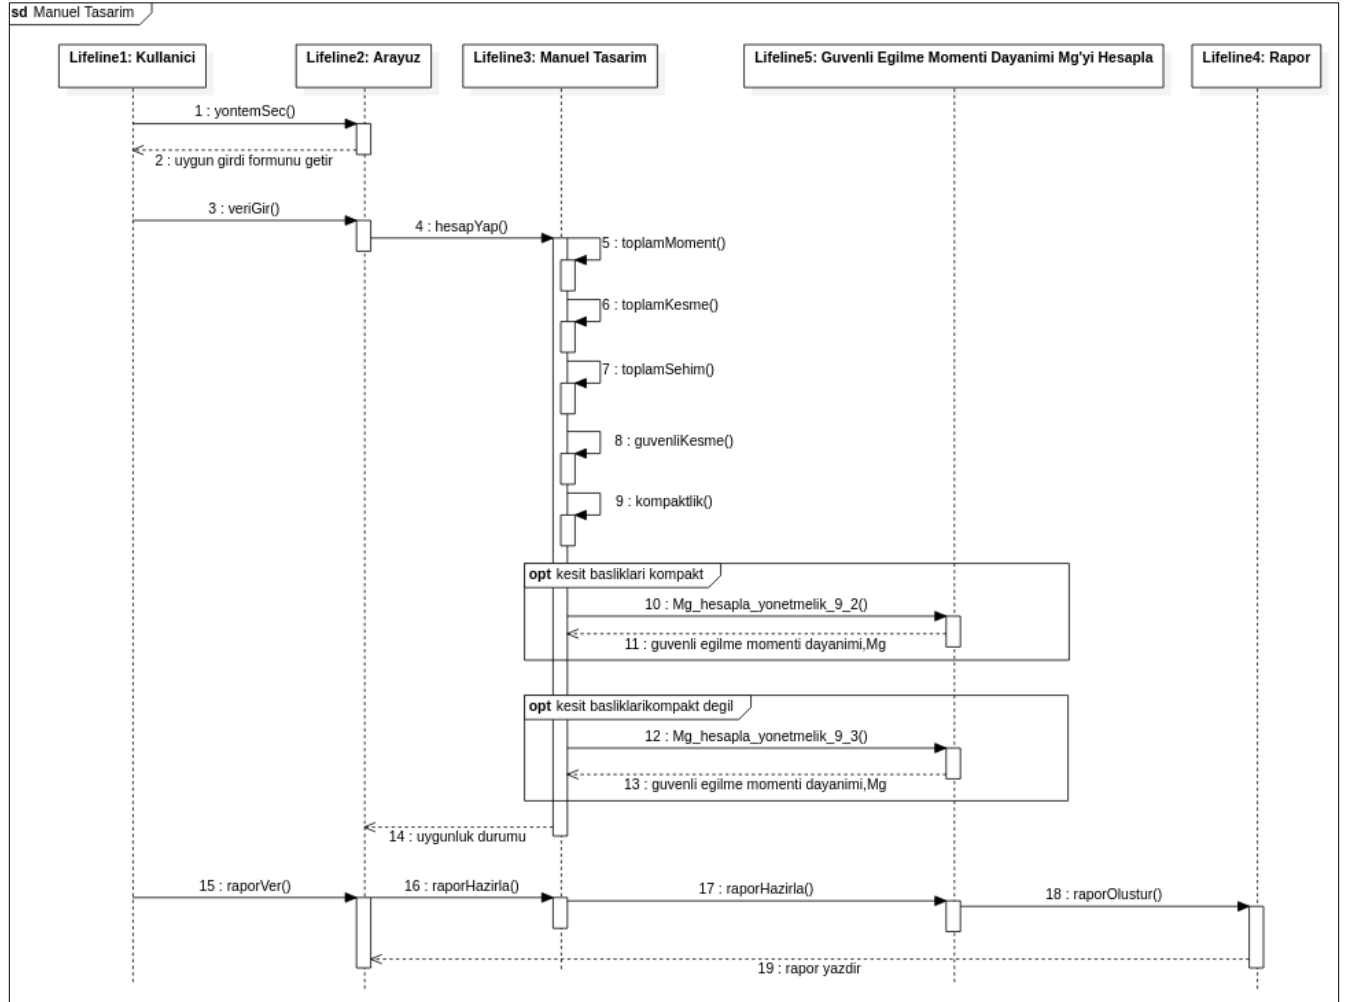 sd Manuel Tasarim
Lifeline1: Kullanici
Lifeline2: Arayuz
Lifeline3: Manuel Tasarim
Lifeline5: Guvenli Egilme Momenti Dayanimi Mg'yi Hesapla
Lifeline4: Rapor
1 : yontemSec()
2 : uygun girdi formunu getir
3 : veriGir()
4 : hesapYap()
5 : toplamMoment()
6 : toplamKesme()
7 : toplamSehim()
8 : guvenliKesme()
9 : kompaktlik()
opt kesit basliklari kompakt
10 : Mg_hesapla_yonetmelik_9_2()
11 : guvenli egilme momenti dayanimi,Mg
opt kesit basliklarikompakt degil
12 : Mg_hesapla_yonetmelik_9_3()
13 : guvenli egilme momenti dayanimi,Mg
14 : uygunluk durumu
15 : raporVer()
16 : raporHazirla()
17 : raporHazirla()
18 : raporOlustur()
19 : rapor yazdir